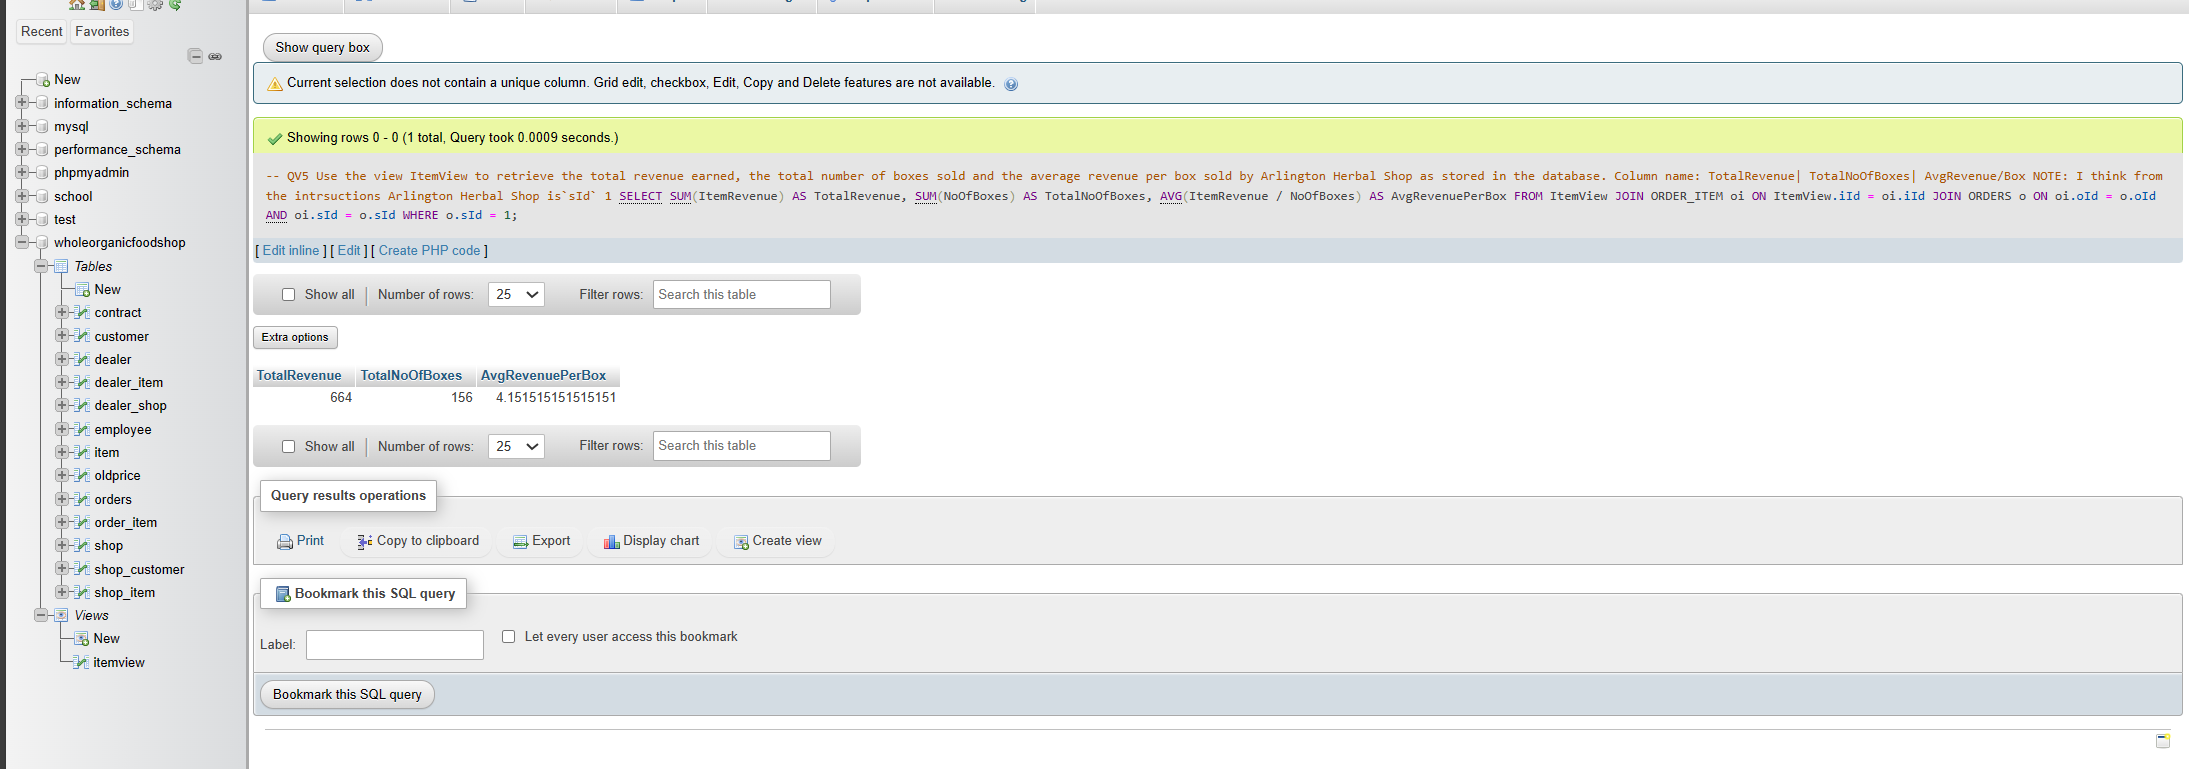 Recent Favorites
New
information_schema
mysql
performance_schema
phpmyadmin
school
test
wholeorganicfoodshop
Tables
New
contract
customer
dealer
dealer_item
dealer_shop
employee
item
oldprice
orders
order_item
shop
shop_customer
shop_item
Views
New
itemview
Show query box
Current selection does not contain a unique column. Grid edit, checkbox, Edit, Copy and Delete features are not available.
Showing rows 0 - 0 (1 total, Query took 0.0009 seconds.)
-- QV5 Use the view ItemView to retrieve the total revenue earned, the total number of boxes sold and the average revenue per box sold by Arlington Herbal Shop as stored in the database. Column name: TotalRevenue| TotalNoOfBoxes| AvgRevenue/Box NOTE: I think from
the intrsuctions Arlington Herbal Shop is`sId` 1 SELECT SUM(ItemRevenue) AS TotalRevenue, SUM(NoOfBoxes) AS TotalNoOfBoxes, AVG(ItemRevenue / NoOfBoxes) AS AvgRevenuePerBox FROM ItemView JOIN ORDER_ITEM oi ON ItemView.iId = oi.iId JOIN ORDERS o ON oi.oId = o.oId
AND oi.sId = o.sId WHERE o.sId = 1;
[ Edit inline ] [ Edit ] [ Create PHP code ]
Show all | Number of rows: 25 Filter rows: Search this table
Extra options
TotalRevenue TotalNoOfBoxes AvgRevenuePerBox
664 156 4.151515151515151
Show all | Number of rows: 25 Filter rows: Search this table
Query results operations
Print Copy to clipboard Export Display chart Create view
Bookmark this SQL query
Label: Let every user access this bookmark
Bookmark this SQL query